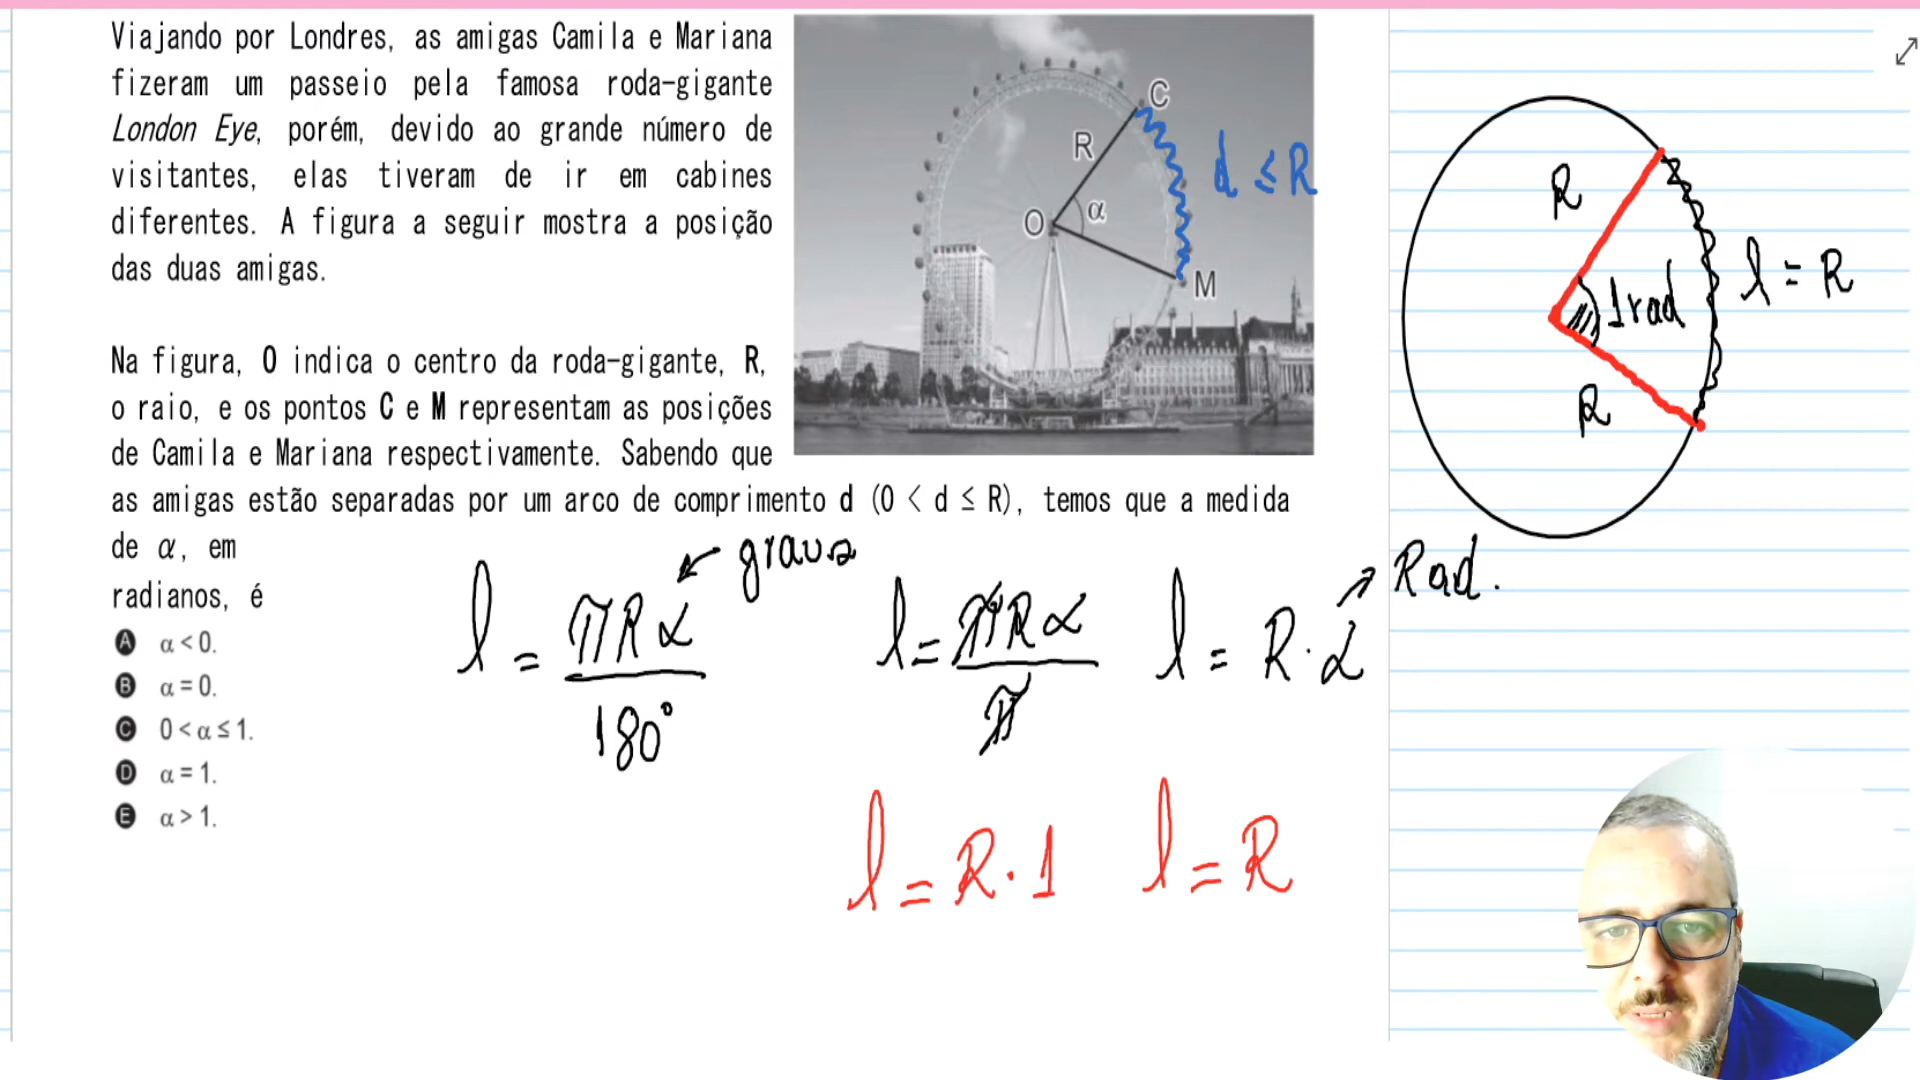 Viajando por Londres, as amigas Camila e Mariana
fizeram um passeio pela famosa roda-gigante
London Eye, porém, devido ao grande número de
visitantes, elas tiveram de ir em cabines
diferentes. A figura a seguir mostra a posição
das duas amigas.
Na figura, O indica o centro da roda-gigante, R,
o raio, e os pontos C e M representam as posições
de Camila e Mariana respectivamente. Sabendo que
as amigas estão separadas por um arco de comprimento d (0 < d ≤ R), temos que a medida
de α, em
radianos, é
A α < 0.
B α = 0.
C 0 < α ≤ 1.
D α = 1.
E α > 1.
C
R
O
α
M
d ≤ R
R
1 rad
R
l = R
l = πRα / 180°
graus
l = πRα / π
l = R · α
Rad.
l = R · 1
l = R